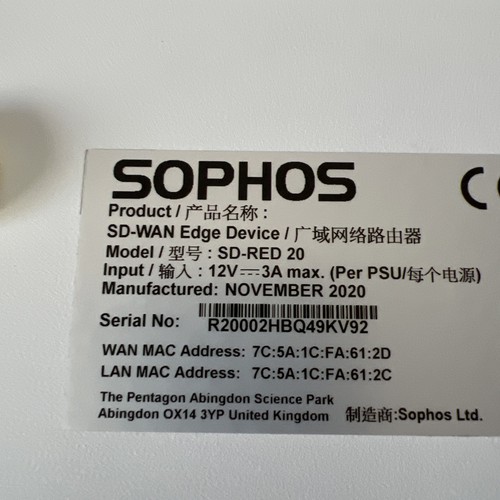 SOPHOS
Product / 产品名称 :
SD-WAN Edge Device / 广域网络路由器
Model / 型号 : SD-RED 20
Input / 输入 : 12V⎓3A max. (Per PSU/每个电源)
Manufactured: NOVEMBER 2020
Serial No: R20002HBQ49KV92
WAN MAC Address: 7C:5A:1C:FA:61:2D
LAN MAC Address: 7C:5A:1C:FA:61:2C
The Pentagon Abingdon Science Park
Abingdon OX14 3YP United Kingdom 制造商:Sophos Ltd.